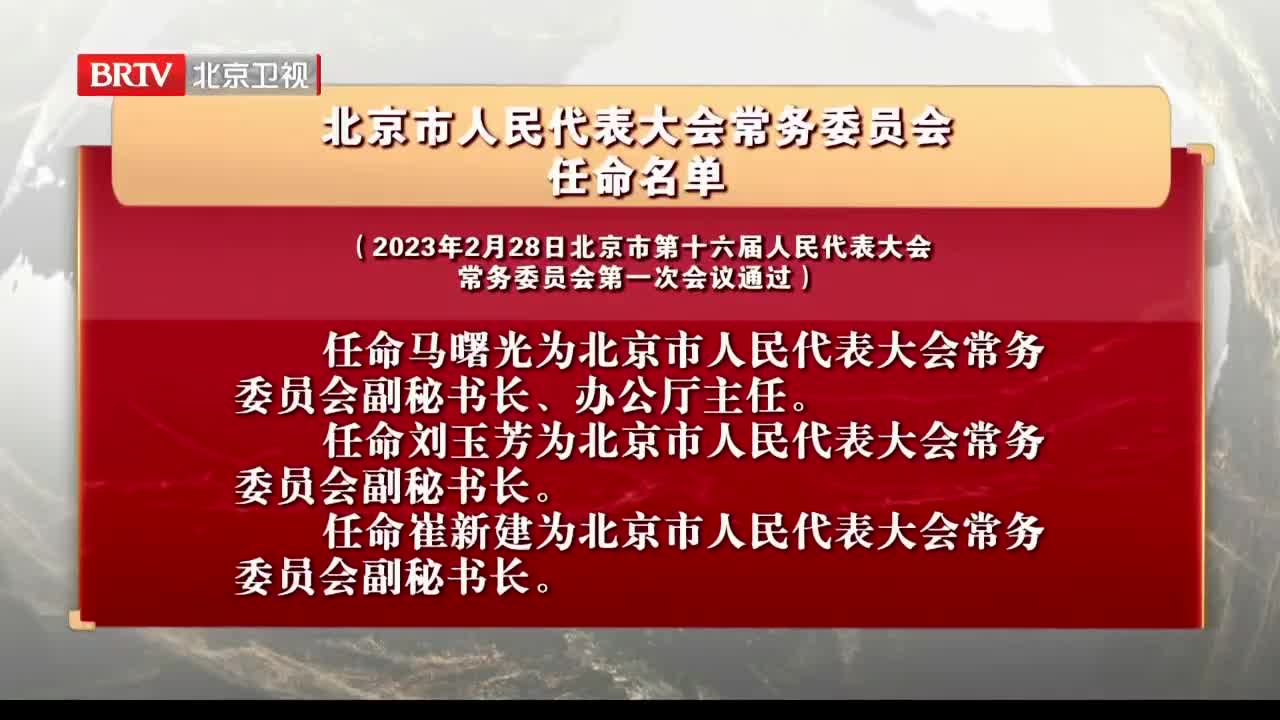 BRTV 北京卫视
北京市人民代表大会常务委员会
任命名单
（2023年2月28日北京市第十六届人民代表大会
常务委员会第一次会议通过）
任命马曙光为北京市人民代表大会常务
委员会副秘书长、办公厅主任。
任命刘玉芳为北京市人民代表大会常务
委员会副秘书长。
任命崔新建为北京市人民代表大会常务
委员会副秘书长。